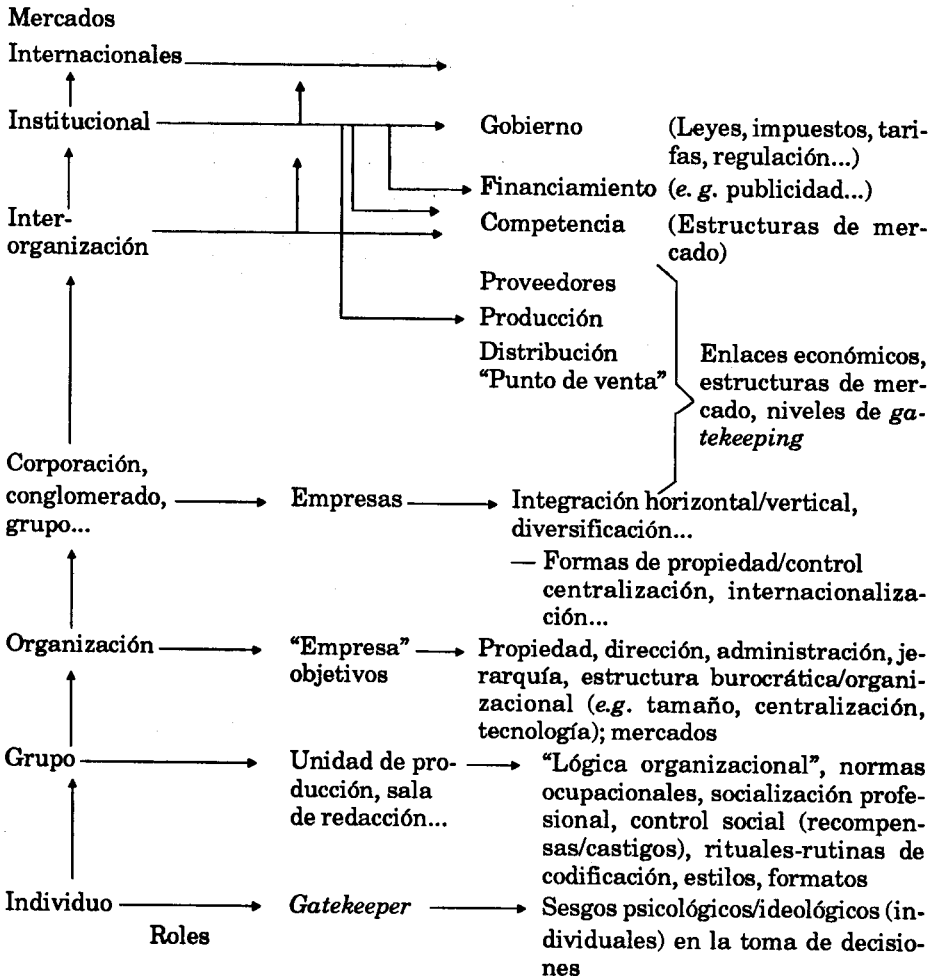 Mercados
Internacionales
Institucional
Gobierno (Leyes, impuestos, tari-
fas, regulación...)
Financiamiento (e. g. publicidad...)
Inter-
organización
Competencia (Estructuras de mer-
cado)
Proveedores
Producción
Distribución
“Punto de venta”
Enlaces económicos,
estructuras de mer-
cado, niveles de ga-
tekeeping
Corporación,
conglomerado,
grupo...
Empresas
Integración horizontal/vertical,
diversificación...
— Formas de propiedad/control
centralización, internacionaliza-
ción...
Organización
“Empresa”
objetivos
Propiedad, dirección, administración, je-
rarquía, estructura burocrática/organi-
zacional (e.g. tamaño, centralización,
tecnología); mercados
Grupo
Unidad de pro-
ducción, sala
de redacción...
“Lógica organizacional”, normas
ocupacionales, socialización profe-
sional, control social (recompen-
sas/castigos), rituales-rutinas de
codificación, estilos, formatos
Individuo
Roles
Gatekeeper
Sesgos psicológicos/ideológicos (in-
dividuales) en la toma de decisio-
nes